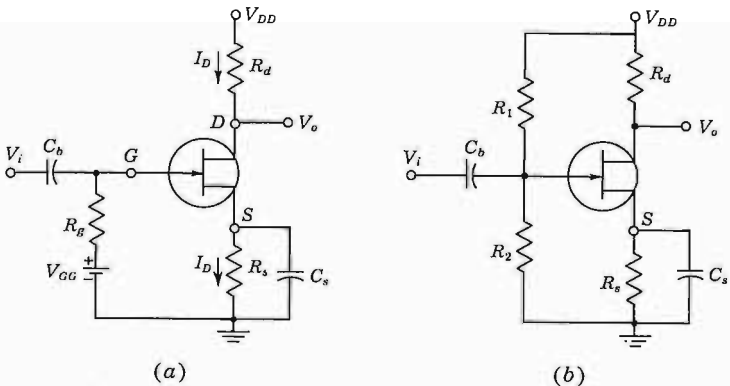 V_DD
I_D
R_d
D
V_o
V_i
C_b
G
R_g
V_GG
+
−
S
I_D
R_s
C_s
(a)
V_DD
R_d
R_1
V_o
V_i
C_b
S
R_2
R_s
C_s
(b)